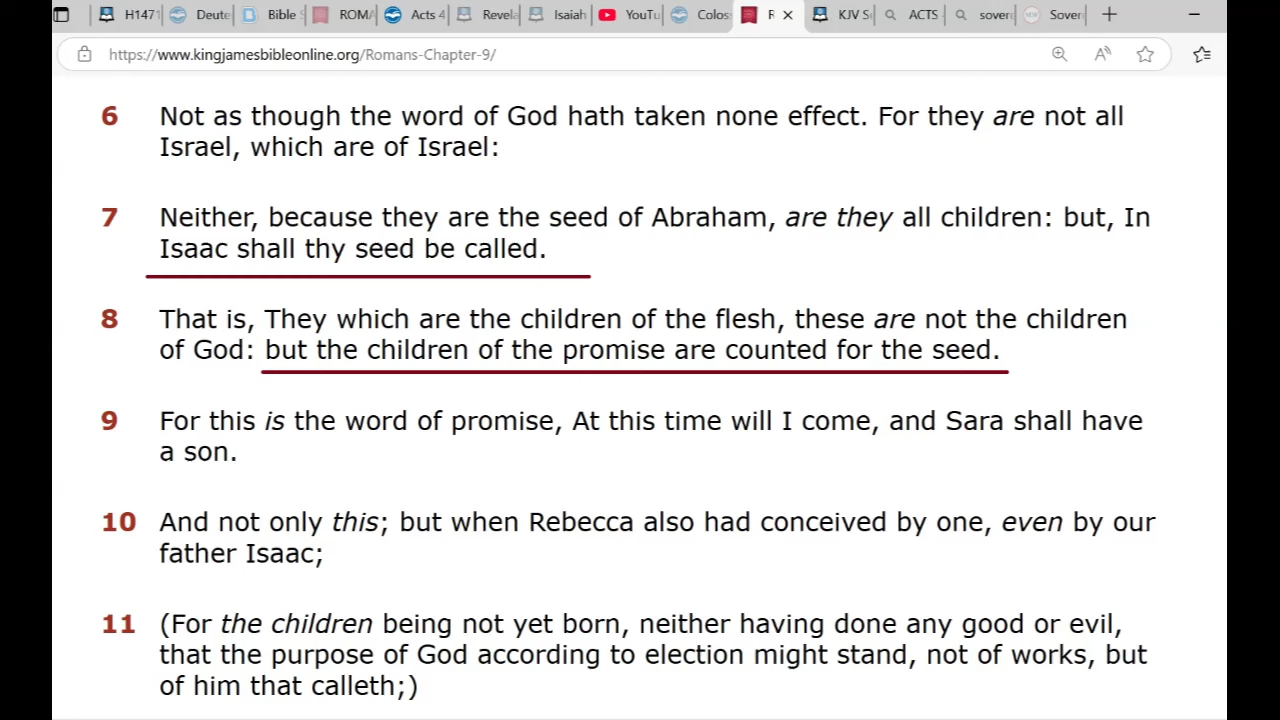 H1471 Deute Bible S ROMA Acts 4 Revela Isaiah YouTu Colos R KJV Se ACTS sovere Sover
https://www.kingjamesbibleonline.org/Romans-Chapter-9/
6 Not as though the word of God hath taken none effect. For they are not all
Israel, which are of Israel:
7 Neither, because they are the seed of Abraham, are they all children: but, In
Isaac shall thy seed be called.
8 That is, They which are the children of the flesh, these are not the children
of God: but the children of the promise are counted for the seed.
9 For this is the word of promise, At this time will I come, and Sara shall have
a son.
10 And not only this; but when Rebecca also had conceived by one, even by our
father Isaac;
11 (For the children being not yet born, neither having done any good or evil,
that the purpose of God according to election might stand, not of works, but
of him that calleth;)